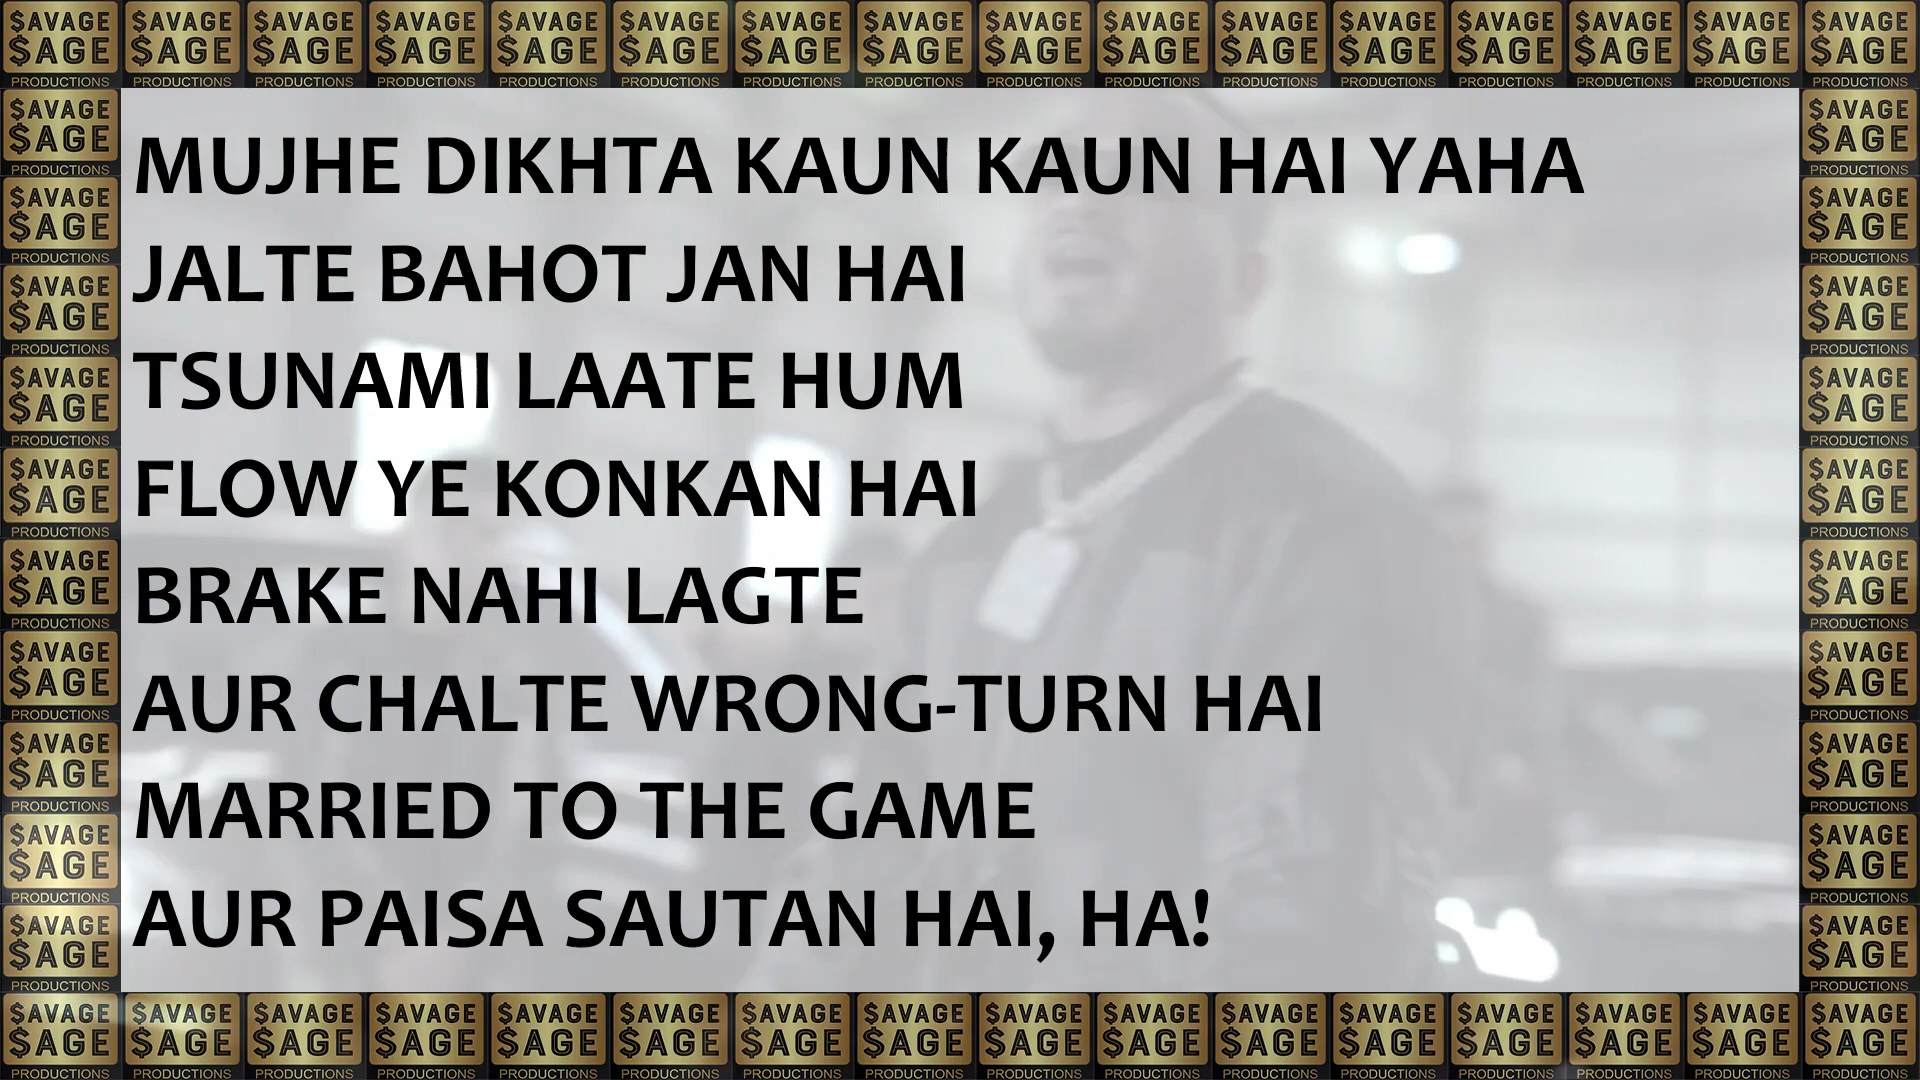 $AVAGE $AGE PRODUCTIONS
MUJHE DIKHTA KAUN KAUN HAI YAHA
JALTE BAHOT JAN HAI
TSUNAMI LAATE HUM
FLOW YE KONKAN HAI
BRAKE NAHI LAGTE
AUR CHALTE WRONG-TURN HAI
MARRIED TO THE GAME
AUR PAISA SAUTAN HAI, HA!